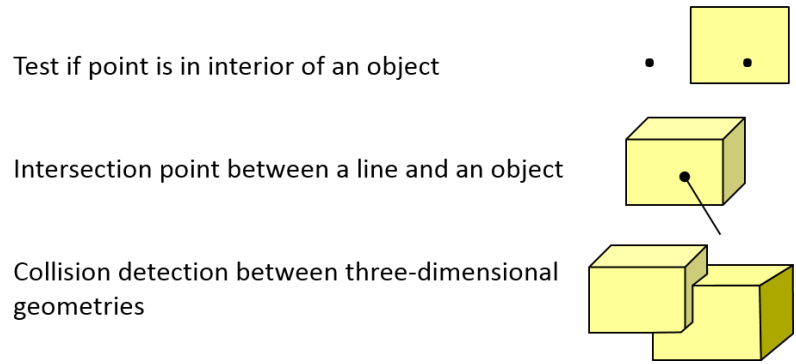 Test if point is in interior of an object
Intersection point between a line and an object
Collision detection between three-dimensional
geometries